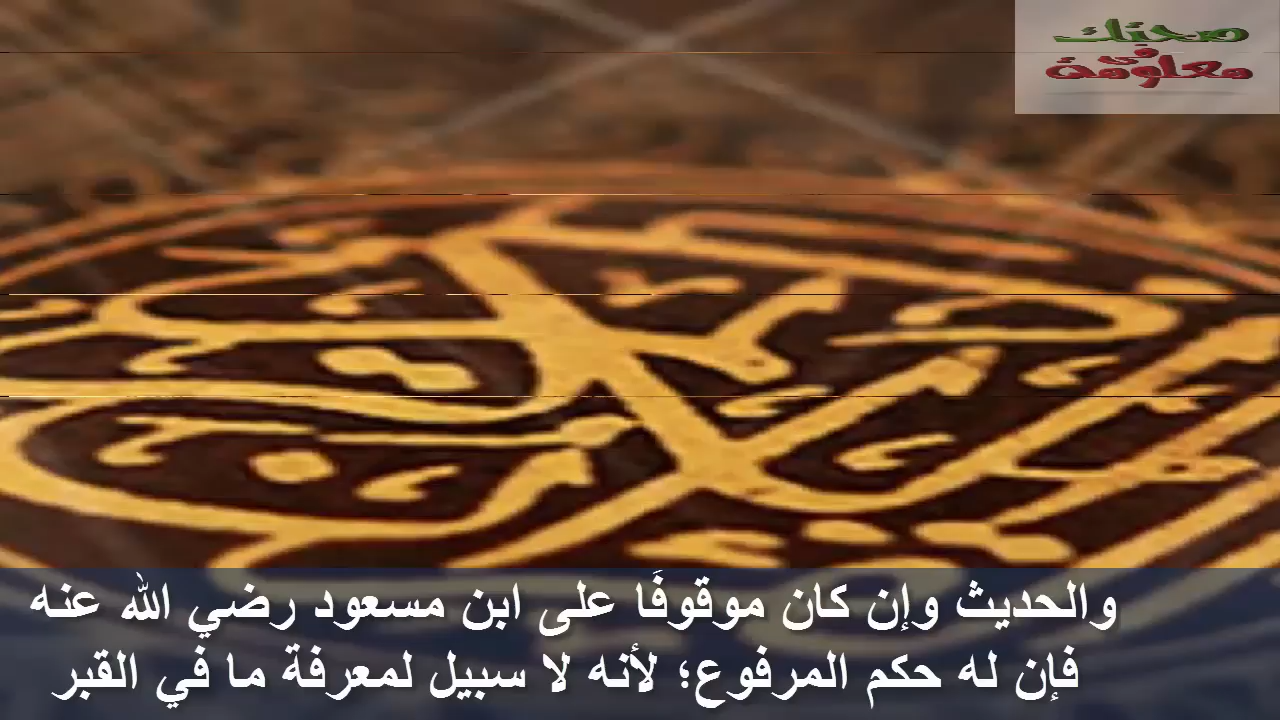 صحتك
فى
معلومة
والحديث وإن كان موقوفَا على ابن مسعود رضي الله عنه
فإن له حكم المرفوع؛ لأنه لا سبيل لمعرفة ما في القبر